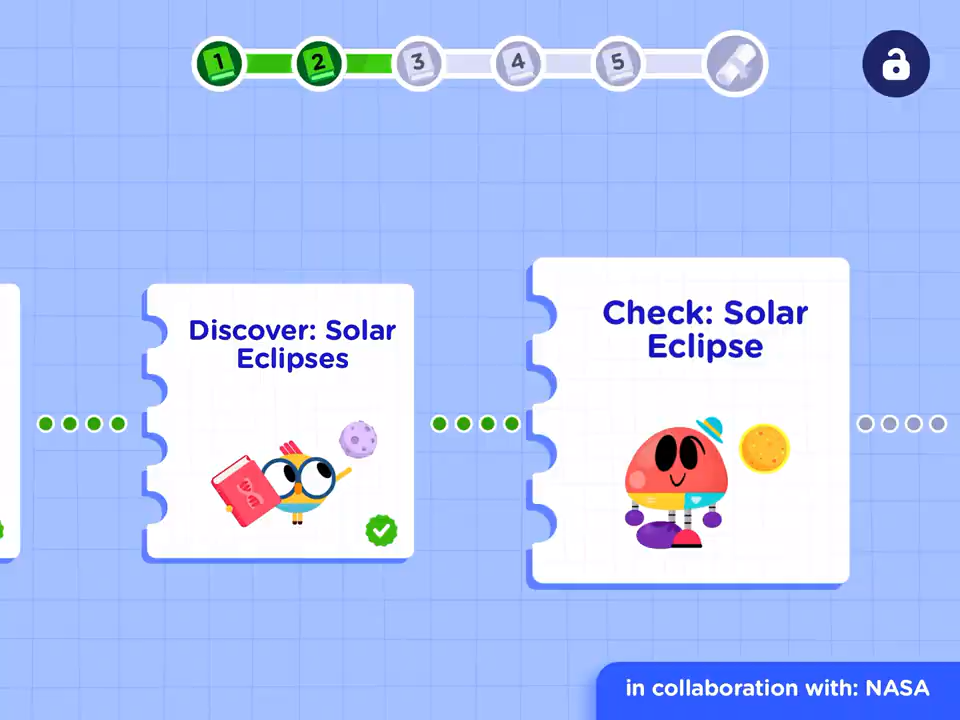 1
2
3
4
5
Discover: Solar
Eclipses
Check: Solar
Eclipse
in collaboration with: NASA